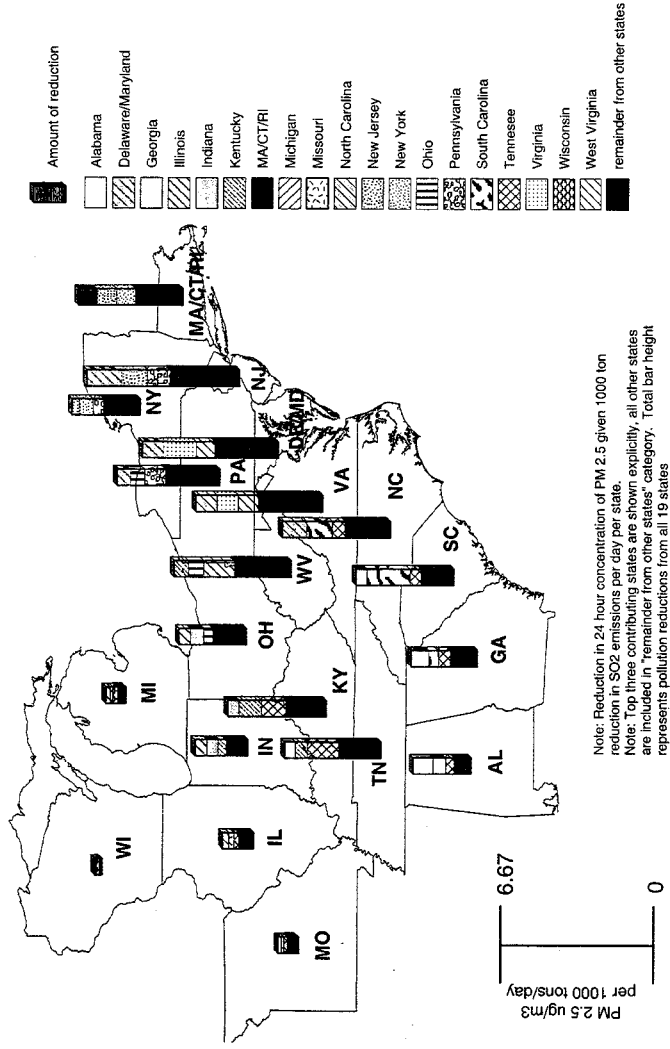 Amount of reduction
Alabama
Delaware/Maryland
Georgia
Illinois
Indiana
Kentucky
MA/CT/RI
Michigan
Missouri
North Carolina
New Jersey
New York
Ohio
Pennsylvania
South Carolina
Tennesee
Virginia
Wisconsin
West Virginia
remainder from other states
WI
MI
MO
IL
IN
OH
KY
TN
WV
PA
NY
MA/CT/RI
NJ
DE/MD
VA
NC
SC
GA
AL
PM 2.5 ug/m3
per 1000 tons/day
6.67
0
Note: Reduction in 24 hour concentration of PM 2.5 given 1000 ton
reduction in SO2 emissions per day per state.
Note: Top three contributing states are shown explicitly, all other states
are included in "remainder from other states" category. Total bar height
represents pollution reductions from all 19 states